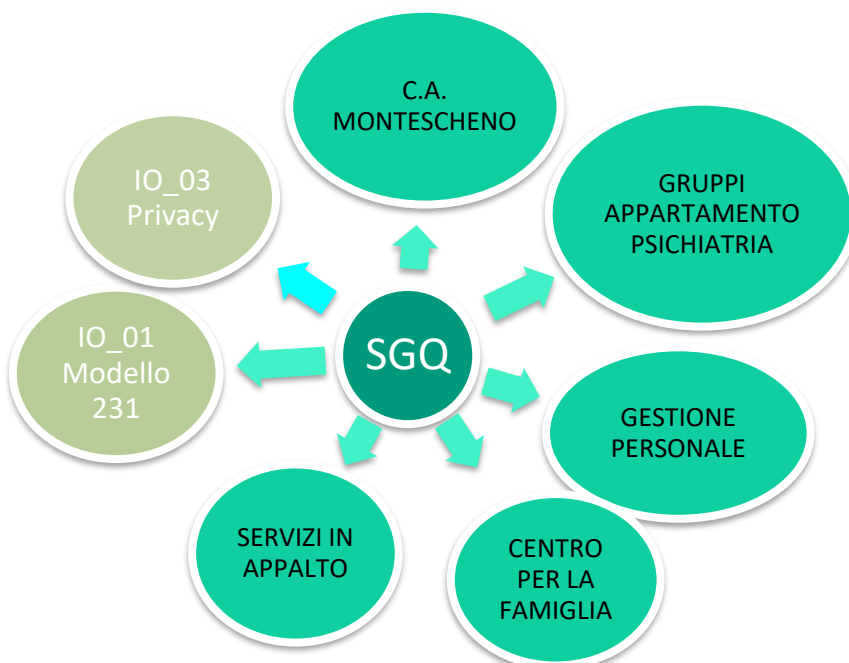 C.A.
MONTESCHENO
GRUPPI
APPARTAMENTO
PSICHIATRIA
IO_03
Privacy
IO_01
Modello
231
SGQ
GESTIONE
PERSONALE
SERVIZI IN
APPALTO
CENTRO
PER LA
FAMIGLIA